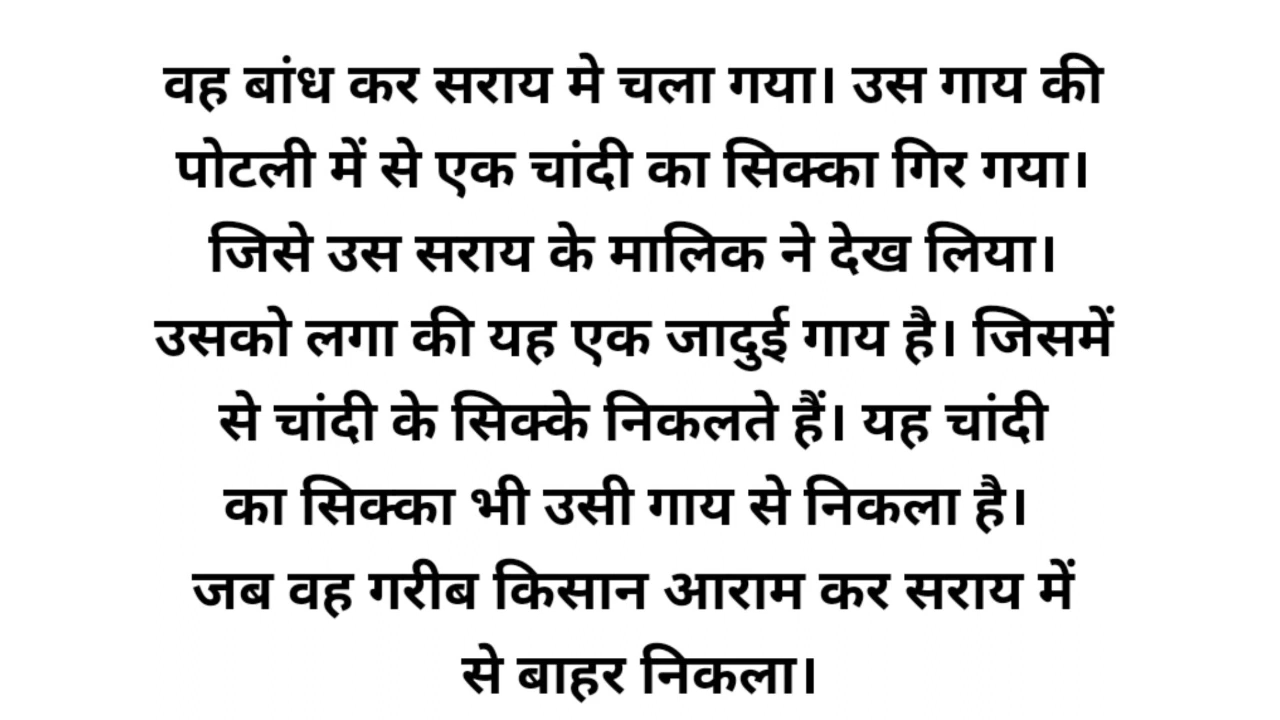 वह बांध कर सराय मे चला गया। उस गाय की
पोटली में से एक चांदी का सिक्का गिर गया।
जिसे उस सराय के मालिक ने देख लिया।
उसको लगा की यह एक जादुई गाय है। जिसमें
से चांदी के सिक्के निकलते हैं। यह चांदी
का सिक्का भी उसी गाय से निकला है।
जब वह गरीब किसान आराम कर सराय में
से बाहर निकला।